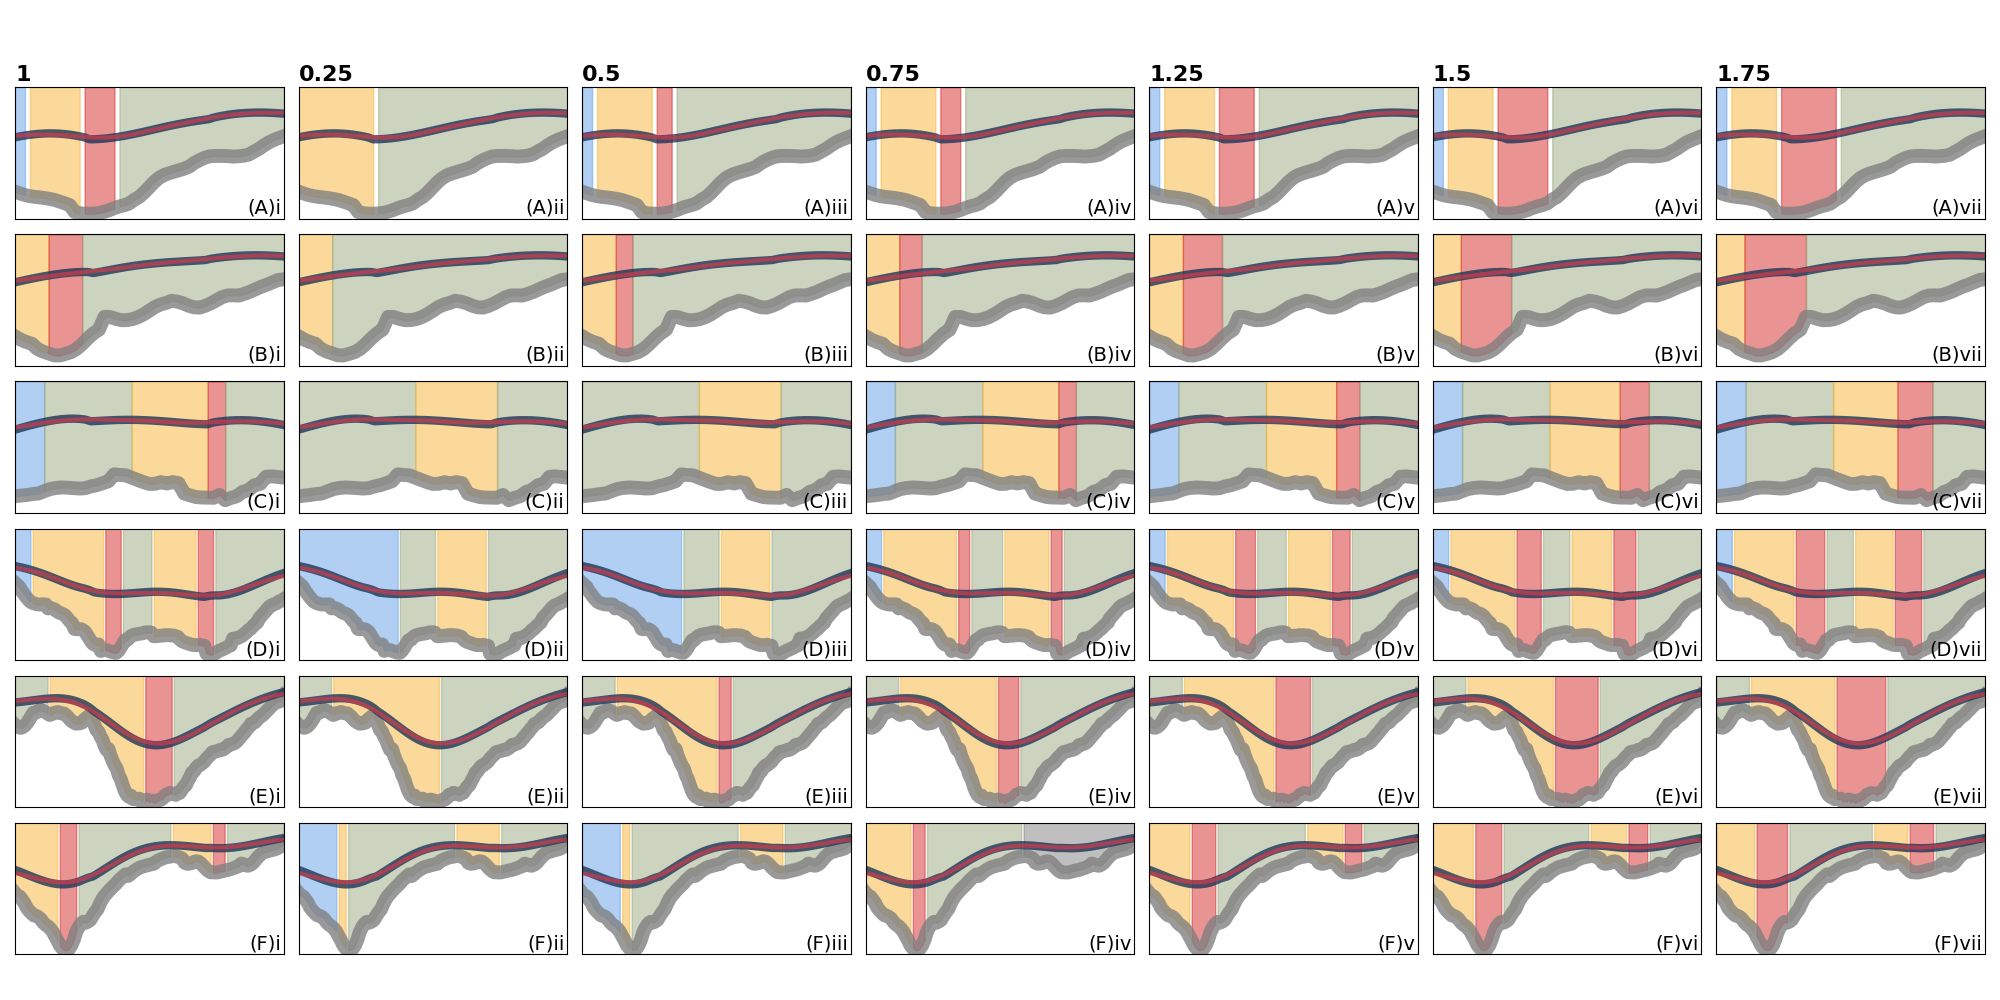 1 0.25 0.5 0.75 1.25 1.5 1.75
(A)i (A)ii (A)iii (A)iv (A)v (A)vi (A)vii
(B)i (B)ii (B)iii (B)iv (B)v (B)vi (B)vii
(C)i (C)ii (C)iii (C)iv (C)v (C)vi (C)vii
(D)i (D)ii (D)iii (D)iv (D)v (D)vi (D)vii
(E)i (E)ii (E)iii (E)iv (E)v (E)vi (E)vii
(F)i (F)ii (F)iii (F)iv (F)v (F)vi (F)vii